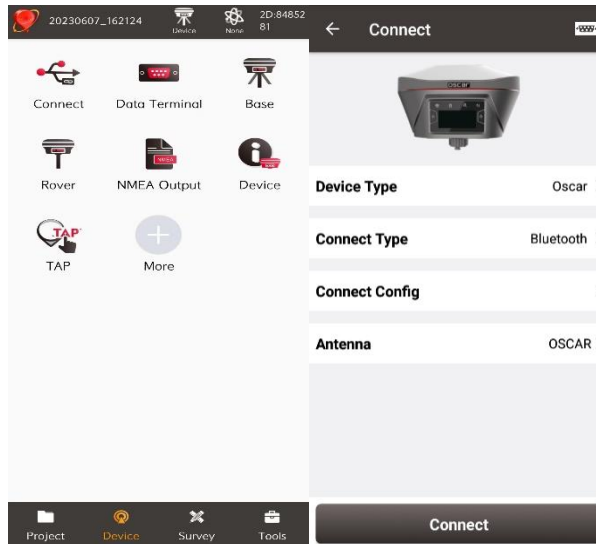 20230607_162124
Device
None
2D:84852
81
Connect
Data Terminal
Base
Rover
NMEA Output
Device
TAP
More
Project
Device
Survey
Tools
Connect
OSCAR
Device Type
Oscar
Connect Type
Bluetooth
Connect Config
Antenna
OSCAR
Connect